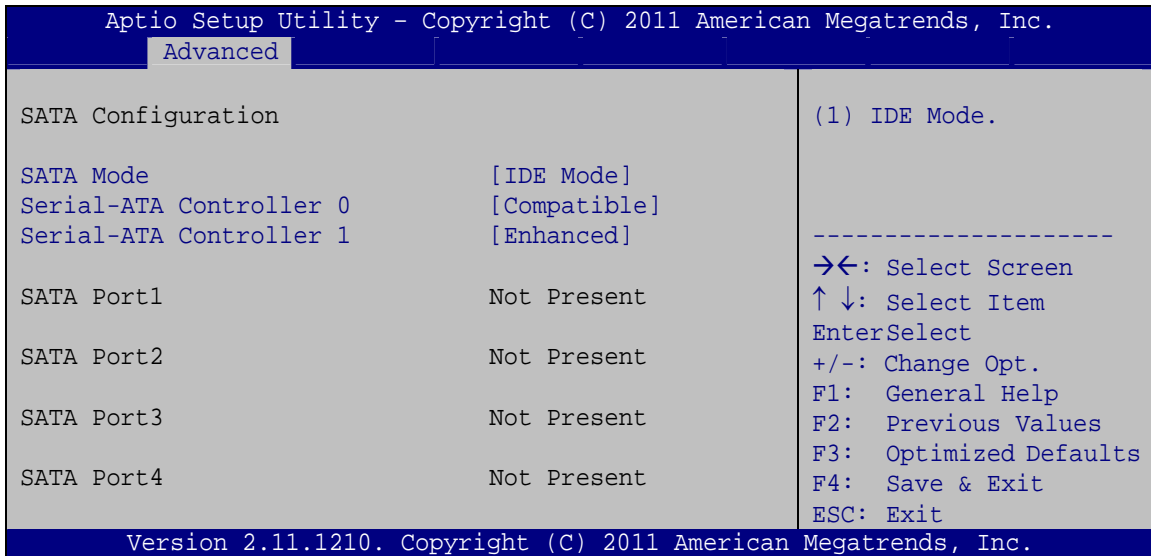 Aptio Setup Utility – Copyright (C) 2011 American Megatrends, Inc.
Advanced
SATA Configuration
SATA Mode [IDE Mode]
Serial-ATA Controller 0 [Compatible]
Serial-ATA Controller 1 [Enhanced]
SATA Port1 Not Present
SATA Port2 Not Present
SATA Port3 Not Present
SATA Port4 Not Present
(1) IDE Mode.
---------------------
→←: Select Screen
↑ ↓: Select Item
EnterSelect
+/-: Change Opt.
F1: General Help
F2: Previous Values
F3: Optimized Defaults
F4: Save & Exit
ESC: Exit
Version 2.11.1210. Copyright (C) 2011 American Megatrends, Inc.